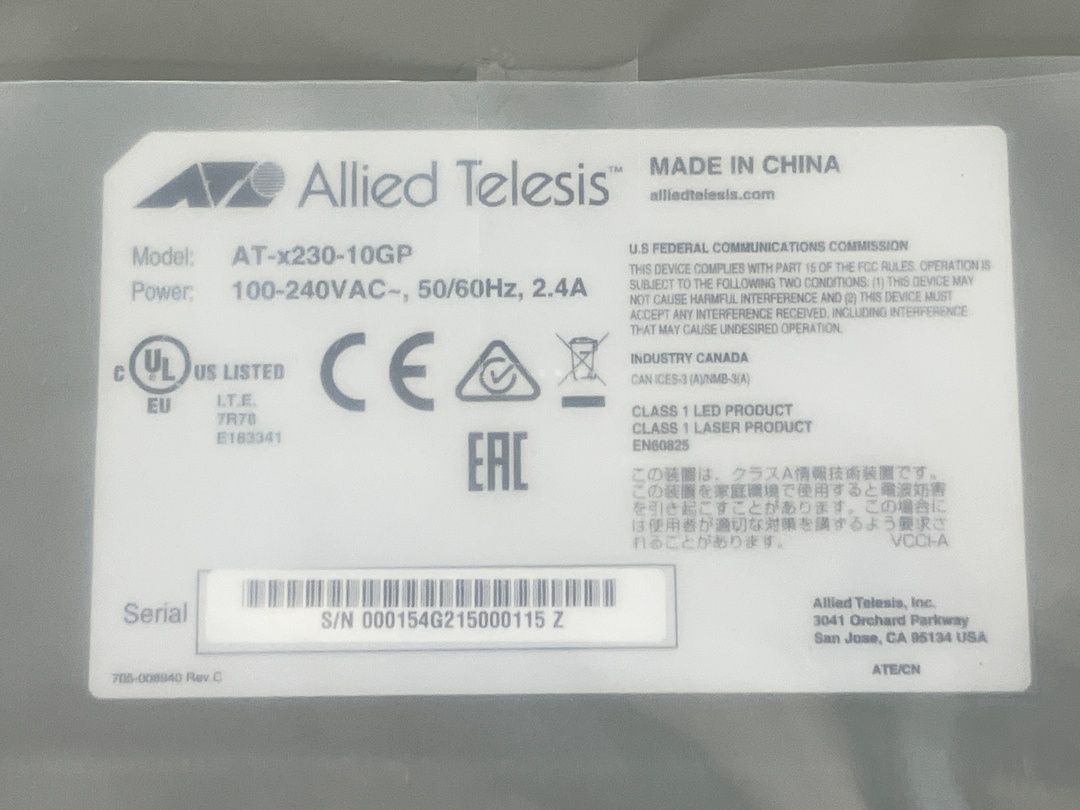 Allied Telesis™
MADE IN CHINA
alliedtelesis.com
Model: AT-x230-10GP
Power: 100-240VAC~, 50/60Hz, 2.4A
C UL US LISTED
EU
I.T.E.
7R78
E183341
CE
EAC
U.S FEDERAL COMMUNICATIONS COMMISSION
THIS DEVICE COMPLIES WITH PART 15 OF THE FCC RULES. OPERATION IS
SUBJECT TO THE FOLLOWING TWO CONDITIONS: (1) THIS DEVICE MAY
NOT CAUSE HARMFUL INTERFERENCE AND (2) THIS DEVICE MUST
ACCEPT ANY INTERFERENCE RECEIVED, INCLUDING INTERFERENCE
THAT MAY CAUSE UNDESIRED OPERATION.
INDUSTRY CANADA
CAN ICES-3 (A)/NMB-3(A)
CLASS 1 LED PRODUCT
CLASS 1 LASER PRODUCT
EN60825
この装置は、クラスA情報技術装置です。
この装置を家庭環境で使用すると電波妨害
を引き起こすことがあります。この場合に
は使用者が適切な対策を講ずるよう要求さ
れることがあります。 VCCI-A
Serial
S/N 000154G215000115 Z
Allied Telesis, Inc.
3041 Orchard Parkway
San Jose, CA 95134 USA
ATE/CN
705-008940 Rev C